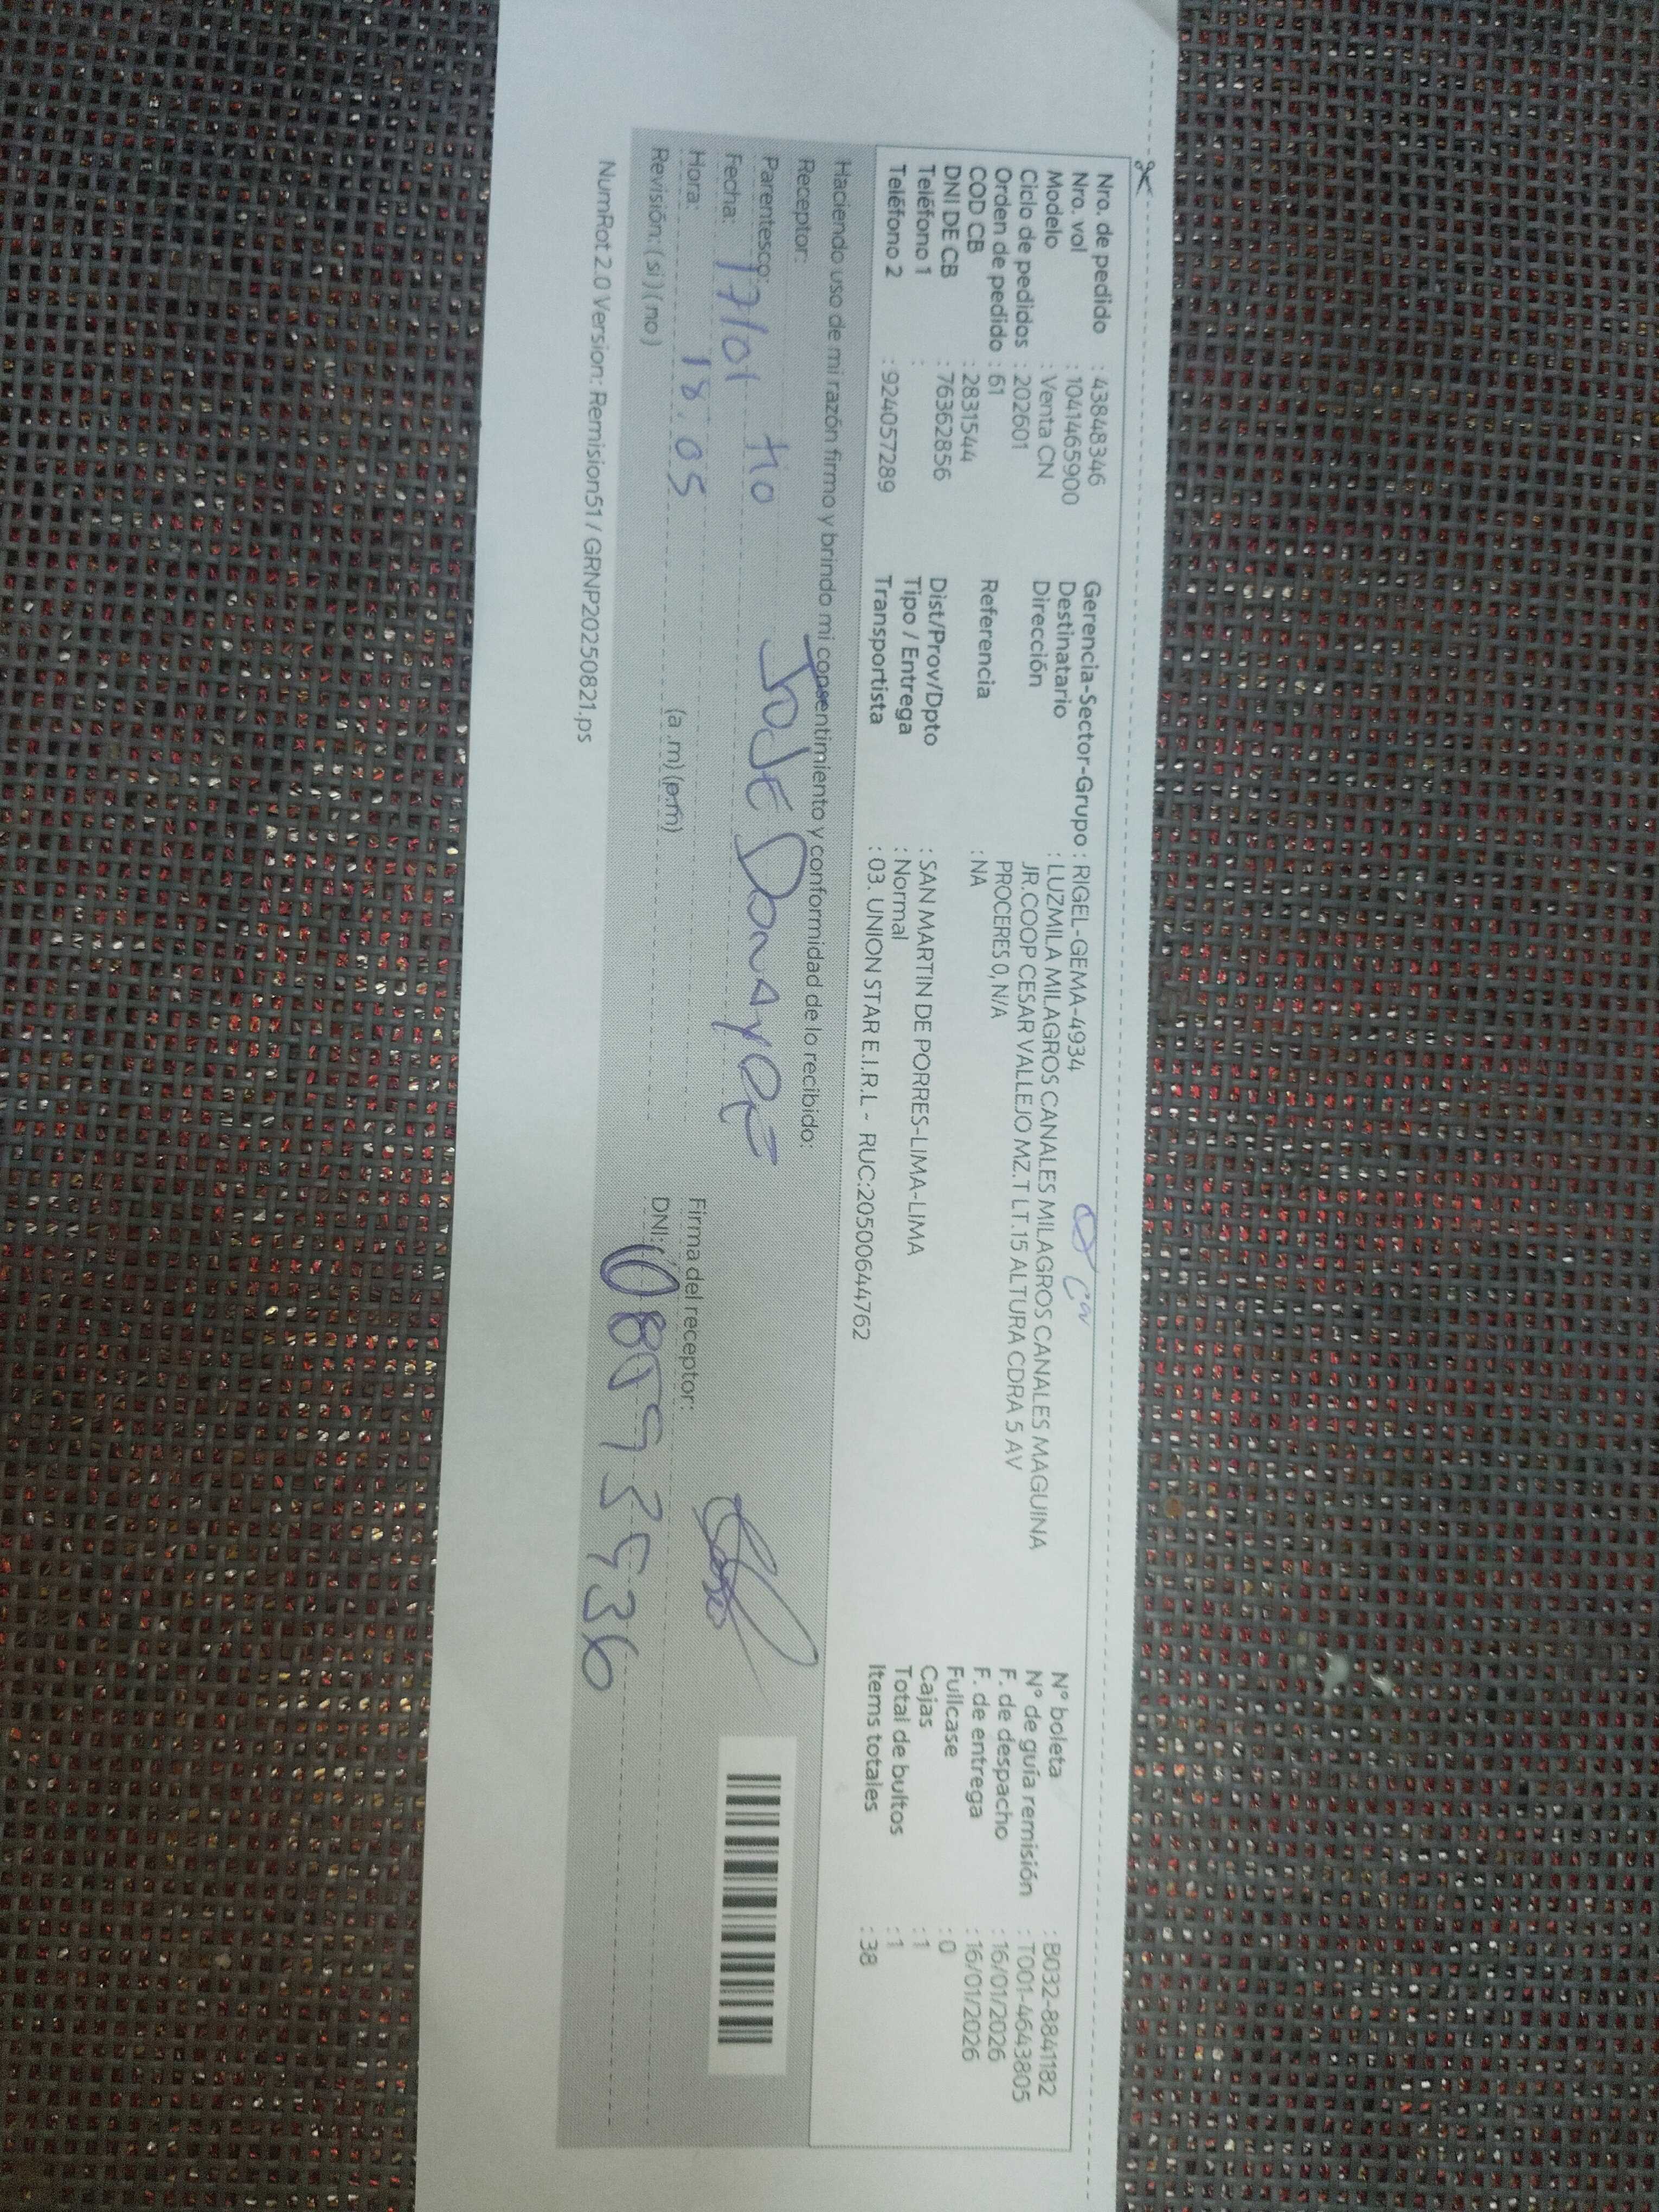 Nro. de pedido : 43848346
Nro. vol : 1041465900
Modelo : Venta CN
Ciclo de pedidos : 202601
Orden de pedido : 61
COD CB : 2831544
DNI DE CB : 76362856
Teléfono 1 :
Teléfono 2 : 924057289
Gerencia-Sector-Grupo : RIGEL-GEMA-4934
Destinatario : LUZMILA MILAGROS CANALES MILAGROS CANALES MAGUINA
Dirección JR.COOP CESAR VALLEJO MZ.T LT.15 ALTURA CDRA 5 AV
PROCERES 0, N/A
Referencia : NA
Dist/Prov/Dpto : SAN MARTIN DE PORRES-LIMA-LIMA
Tipo / Entrega : Normal
Transportista : 03. UNION STAR E.I.R.L - RUC:20500644762
N° boleta : B032-8841182
N° de guía remisión : T001-4643805
F. de despacho : 16/01/2026
F. de entrega : 16/01/2026
Fullcase : 0
Cajas : 1
Total de bultos : 1
Items totales : 38
Haciendo uso de mi razón firmo y brindo mi consentimiento y conformidad de lo recibido:
Receptor: JOSE DONAYRE
Parentesco: tio
Fecha: 17/01
Hora: 18:05 (a.m) (p.m)
Revisión: ( si ) ( no )
Firma del receptor:
DNI:
NumRot 2.0 Version: Remision51 / GRNP20250821.ps